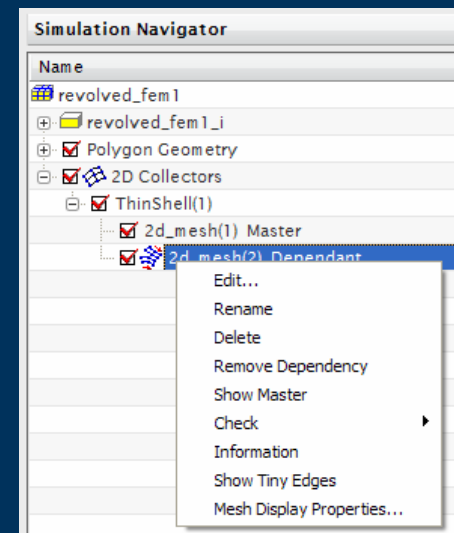 Simulation Navigator
Name
revolved_fem1
revolved_fem1_i
Polygon Geometry
2D Collectors
ThinShell(1)
2d_mesh(1) Master
2d_mesh(2) Dependant
Edit...
Rename
Delete
Remove Dependency
Show Master
Check
Information
Show Tiny Edges
Mesh Display Properties...